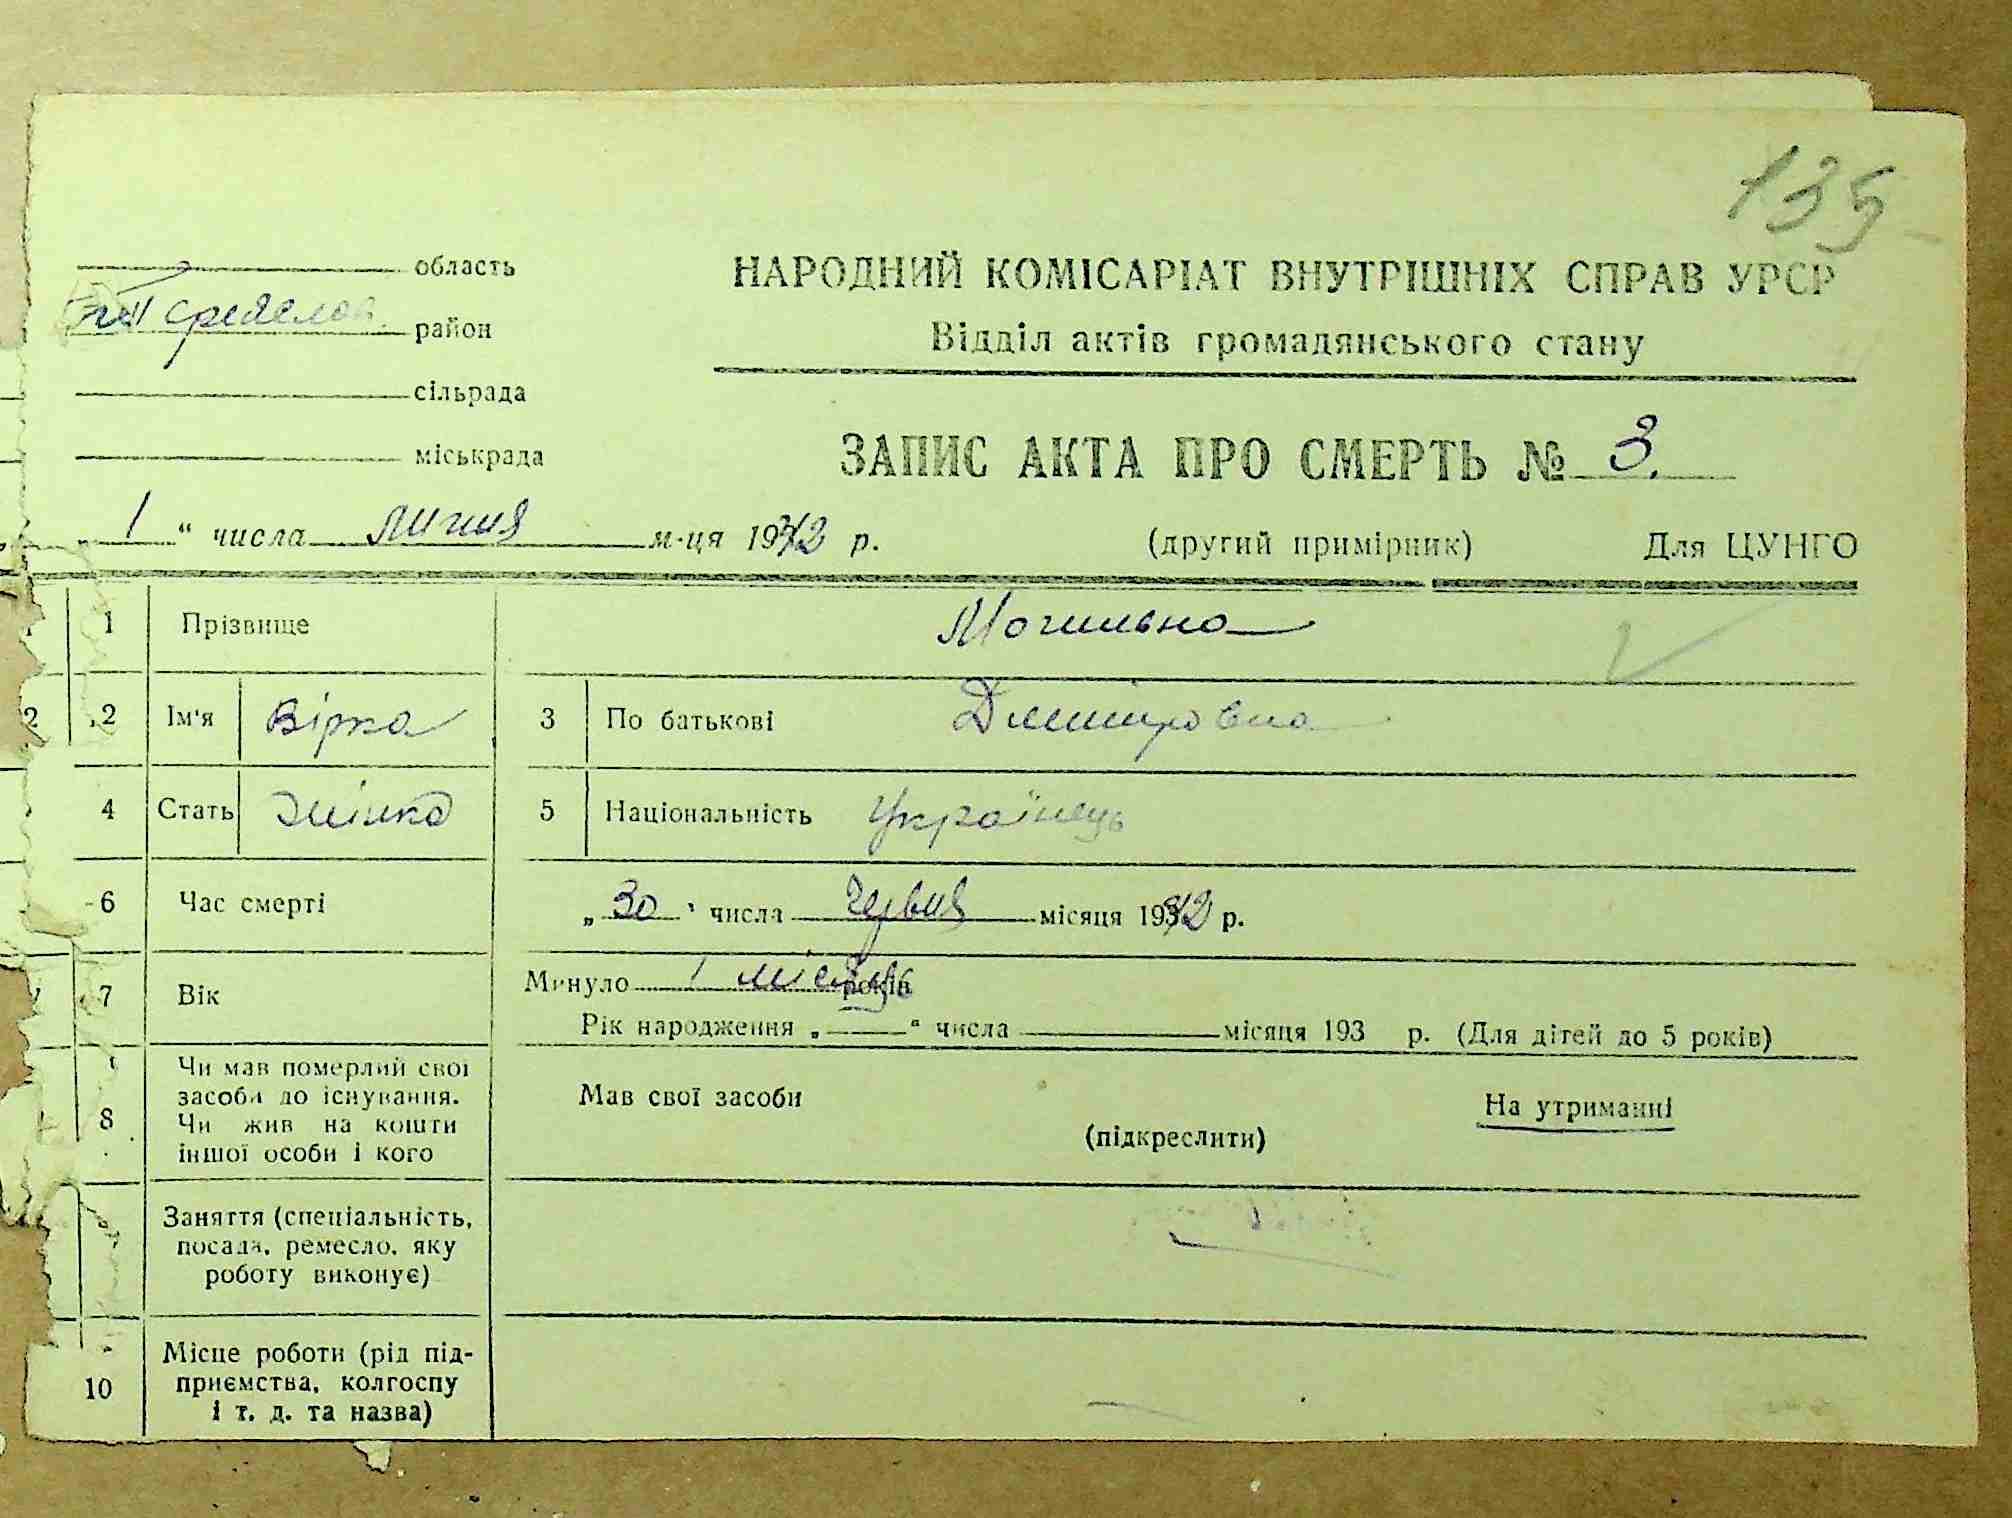 135
область
район
сільрада
міськрада
НАРОДНИЙ КОМІСАРІАТ ВНУТРІШНІХ СПРАВ УРСР
Відділ актів громадянського стану
ЗАПИС АКТА ПРО СМЕРТЬ № 3.
„ 1 “ числа липня м-ця 1942 р. (другий примірник) Для ЦУНГО
1 Прізвище Могильна
2 Ім'я Вірка 3 По батькові Дмитровна
4 Стать жінка 5 Національність Українець
6 Час смерті „ 30 " числа червня місяця 1942 р.
7 Вік Минуло 1 місяць років
Рік народження „ “ числа місяця 193 р. (Для дітей до 5 років)
8 Чи мав померлий свої засоби до існування. Чи жив на кошти іншої особи і кого
Мав свої засоби (підкреслити) На утриманні
Заняття (спеціальність, посада, ремесло, яку роботу виконує)
10 Місце роботи (рід підприємства, колгоспу і т. д. та назва)